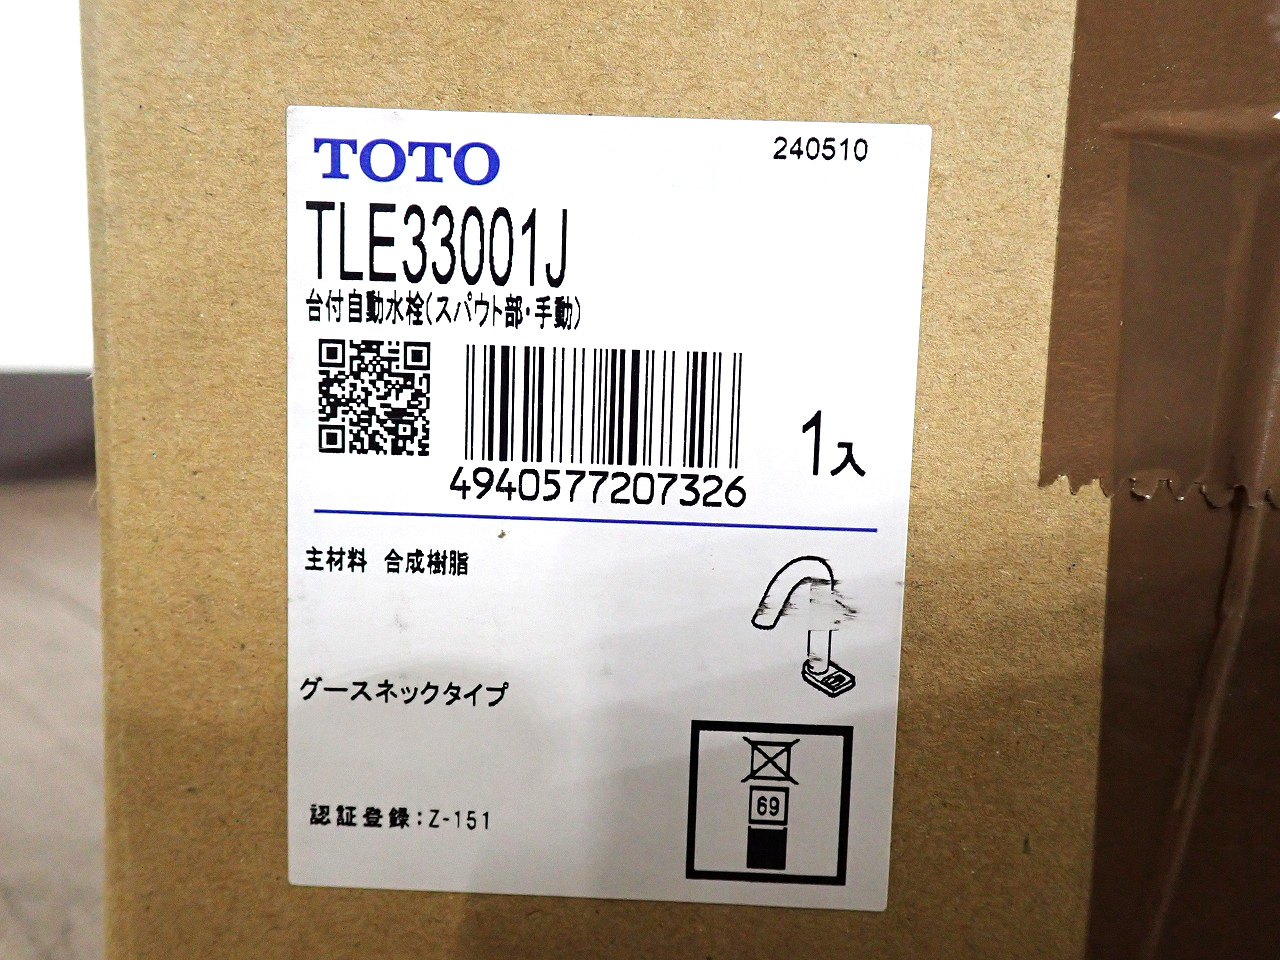 TOTO
240510
TLE33001J
台付自動水栓(スパウト部・手動)
4940577207326
1入
主材料 合成樹脂
グースネックタイプ
69
認証登録:Z-151